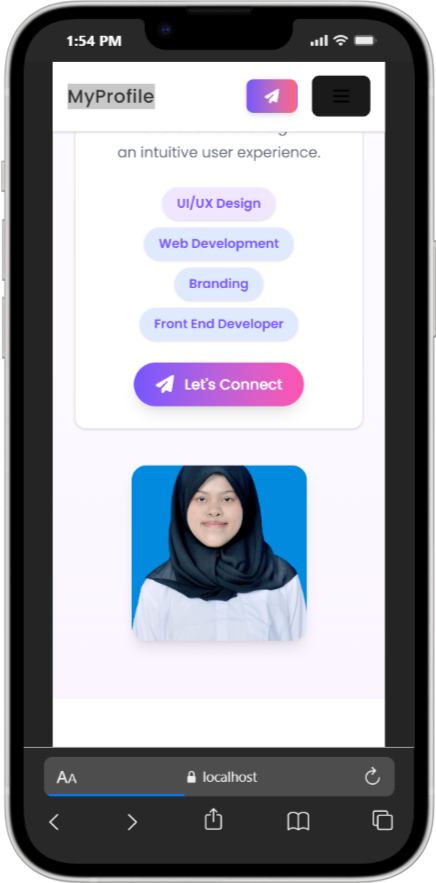 1:54 PM
MyProfile
an intuitive user experience.
UI/UX Design
Web Development
Branding
Front End Developer
Let's Connect
AA
localhost